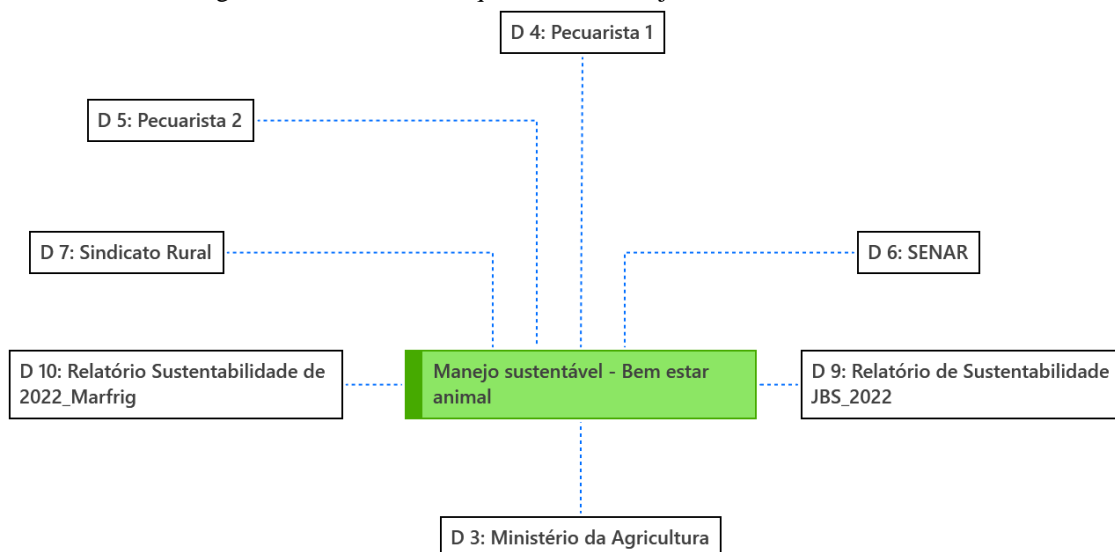 D 4: Pecuarista 1
D 5: Pecuarista 2
D 7: Sindicato Rural
D 6: SENAR
D 10: Relatório Sustentabilidade de
2022_Marfrig
Manejo sustentável - Bem estar
animal
D 9: Relatório de Sustentabilidade
JBS_2022
D 3: Ministério da Agricultura